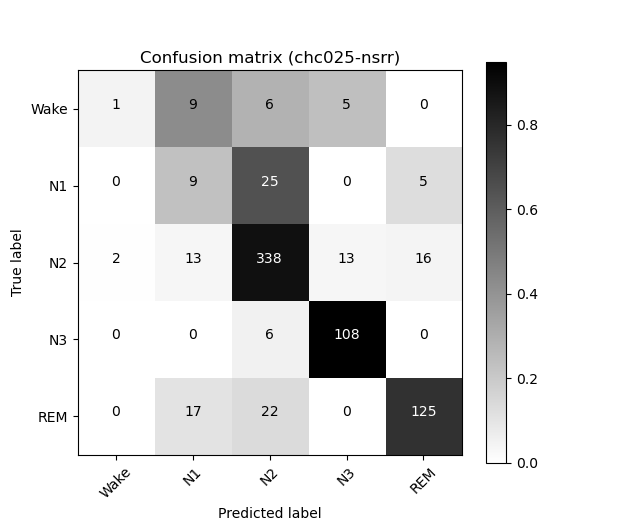 Confusion matrix (chc025-nsrr)
Wake 1 9 6 5 0
N1 0 9 25 0 5
N2 2 13 338 13 16
N3 0 0 6 108 0
REM 0 17 22 0 125
Wake N1 N2 N3 REM
Predicted label
True label
0.8
0.6
0.4
0.2
0.0